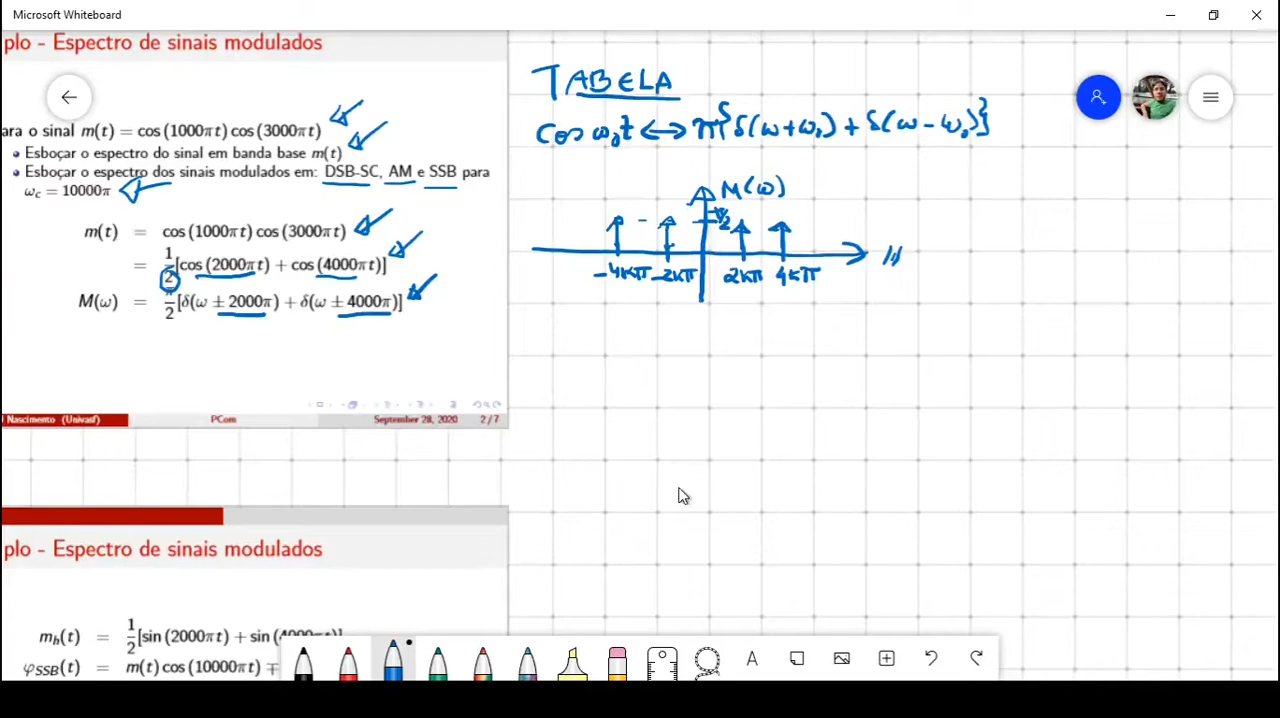 Microsoft Whiteboard
plo - Espectro de sinais modulados
ara o sinal m(t) = cos (1000πt) cos (3000πt)
Esboçar o espectro do sinal em banda base m(t)
Esboçar o espectro dos sinais modulados em: DSB-SC, AM e SSB para
ω_c = 10000π
m(t) = cos (1000πt) cos (3000πt)
= 1/2 [cos (2000πt) + cos (4000πt)]
M(ω) = π/2 [δ(ω ± 2000π) + δ(ω ± 4000π)]
Nascimento (Univasf) PCom September 28, 2020 2 / 7
TABELA
cos ω₀t ↔ π{δ(ω+ω₀) + δ(ω-ω₀)}
M(ω)
π/2
-4kπ -2kπ 2kπ 4kπ
plo - Espectro de sinais modulados
m_h(t) = 1/2 [sin (2000πt) + sin (4000πt)]
φ_SSB(t) = m(t) cos (10000πt) ∓
A